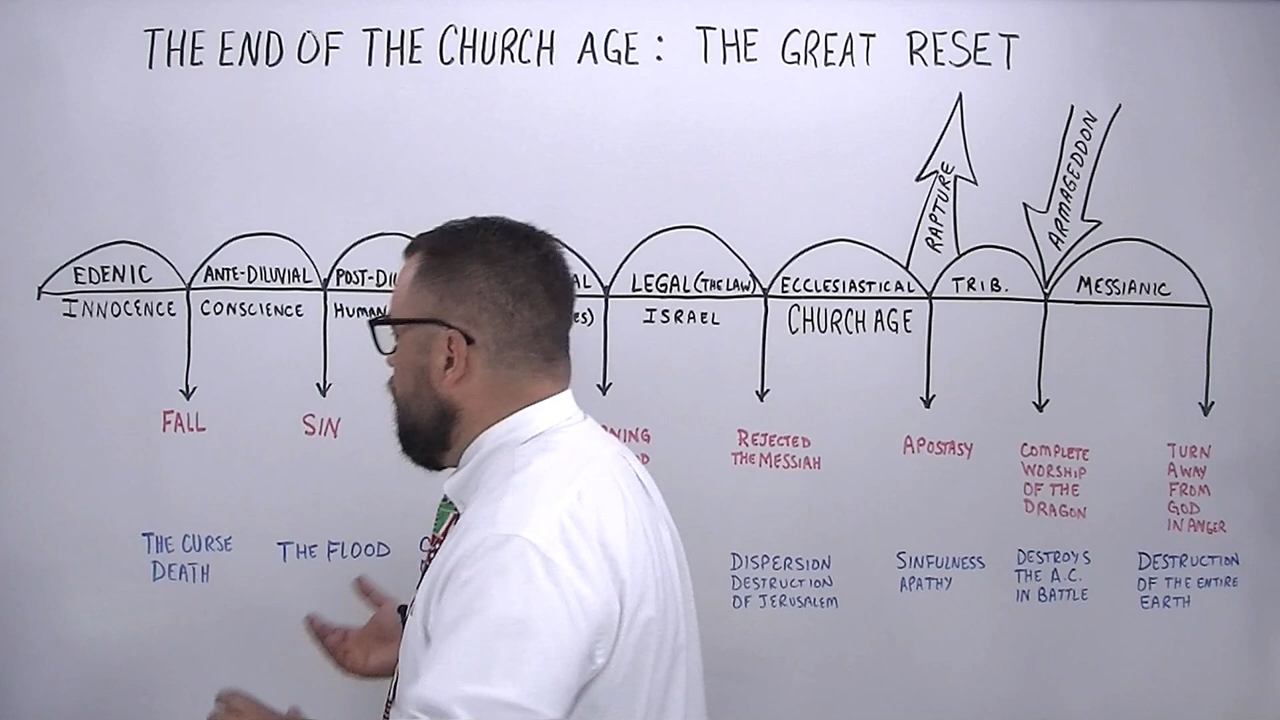 THE END OF THE CHURCH AGE: THE GREAT RESET
RAPTURE
ARMAGEDDON
EDENIC
ANTE-DILUVIAL
LEGAL (THE LAW)
ECCLESIASTICAL
TRIB.
MESSIANIC
INNOCENCE
CONSCIENCE
ISRAEL
CHURCH AGE
FALL
SIN
REJECTED
THE MESSIAH
APOSTASY
COMPLETE
WORSHIP
OF THE
DRAGON
TURN
AWAY
FROM
GOD
IN ANGER
THE CURSE
DEATH
THE FLOOD
DISPERSION
DESTRUCTION
OF JERUSALEM
SINFULNESS
APATHY
DESTROYS
THE A.C.
IN BATTLE
DESTRUCTION
OF THE ENTIRE
EARTH